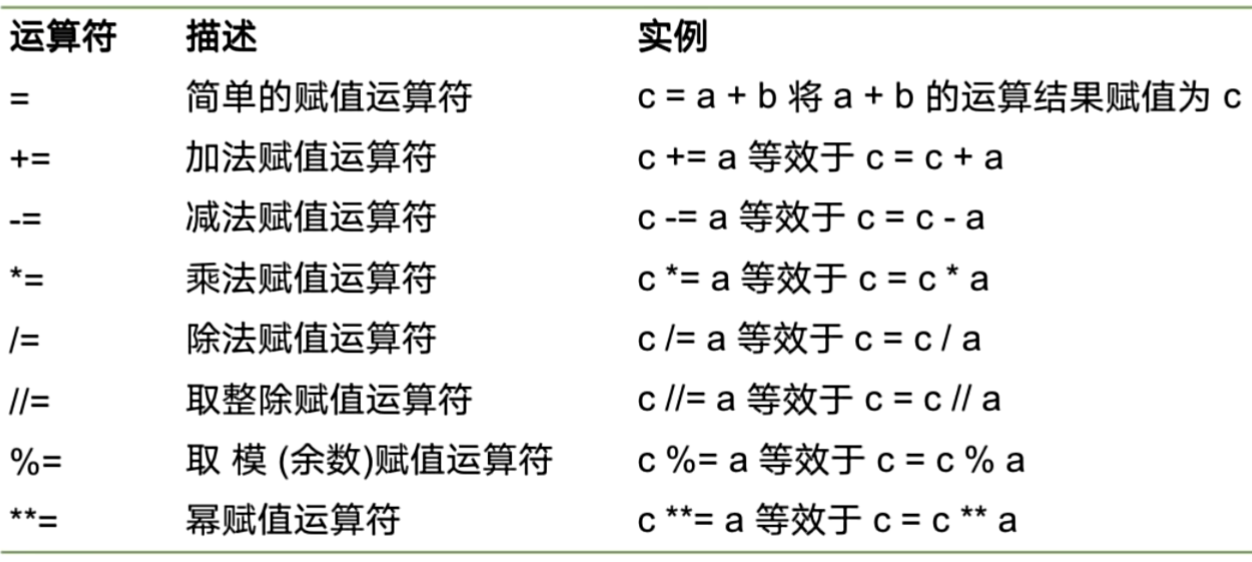 运算符 描述 实例
= 简单的赋值运算符 c = a + b 将 a + b 的运算结果赋值为 c
+= 加法赋值运算符 c += a 等效于 c = c + a
-= 减法赋值运算符 c -= a 等效于 c = c - a
*= 乘法赋值运算符 c *= a 等效于 c = c * a
/= 除法赋值运算符 c /= a 等效于 c = c / a
//= 取整除赋值运算符 c //= a 等效于 c = c // a
%= 取 模 (余数)赋值运算符 c %= a 等效于 c = c % a
**= 幂赋值运算符 c **= a 等效于 c = c ** a